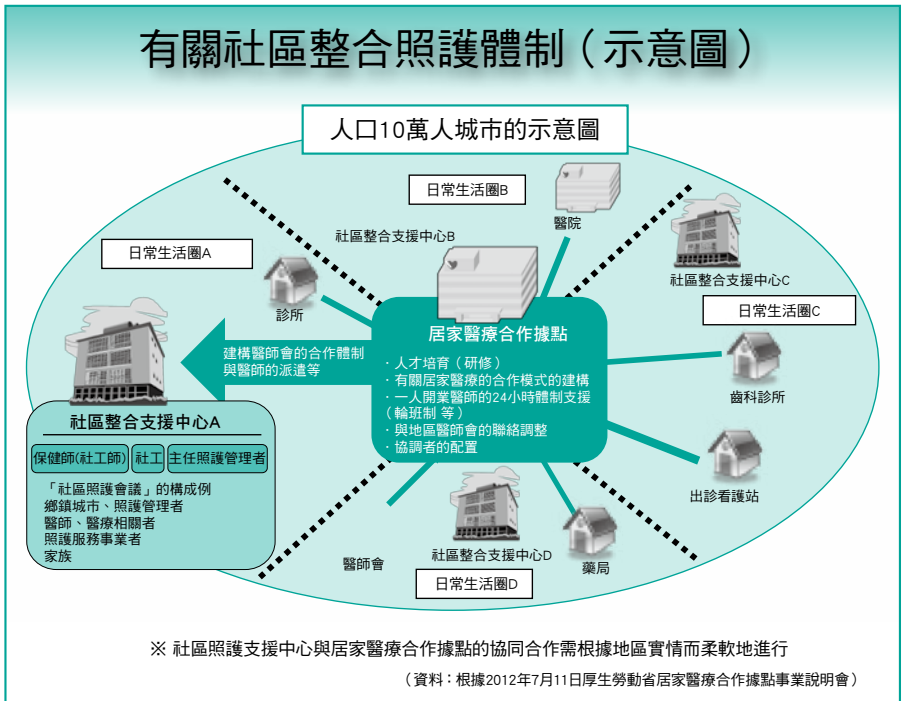 有關社區整合照護體制（示意圖）
人口10萬人城市的示意圖
日常生活圈B
醫院
社區整合支援中心B
日常生活圈A
診所
社區整合支援中心C
日常生活圈C
齒科診所
建構醫師會的合作體制
與醫師的派遣等
居家醫療合作據點
・人才培育（研修）
・有關居家醫療的合作模式的建構
・一人開業醫師的24小時體制支援
（輪班制 等）
・與地區醫師會的聯絡調整
・協調者的配置
社區整合支援中心A
保健師(社工師)
社工
主任照護管理者
「社區照護會議」的構成例
鄉鎮城市、照護管理者
醫師、醫療相關者
照護服務事業者
家族
出診看護站
醫師會
社區整合支援中心D
日常生活圈D
藥局
※ 社區照護支援中心與居家醫療合作據點的協同合作需根據地區實情而柔軟地進行
（資料：根據2012年7月11日厚生勞動省居家醫療合作據點事業說明會）